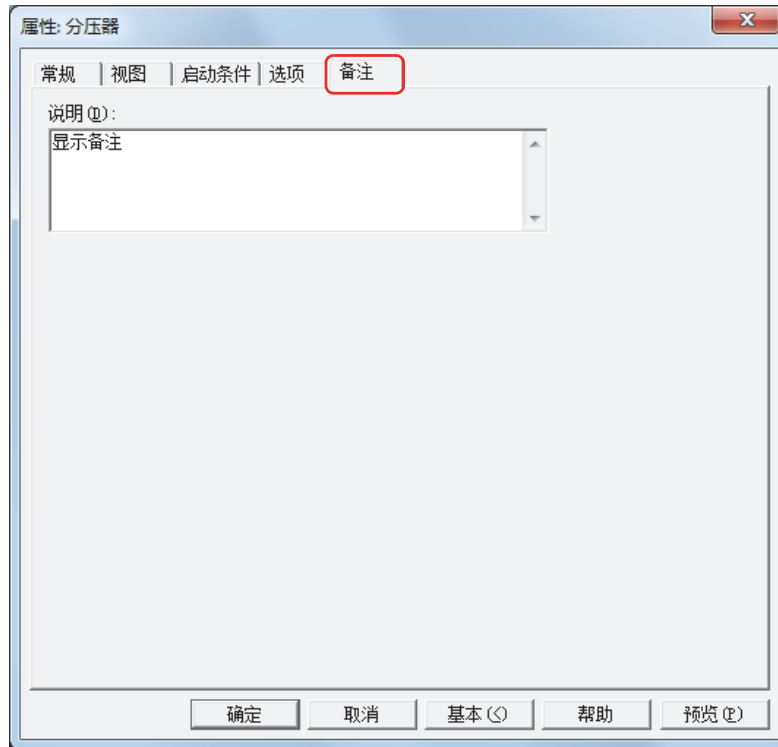 属性: 分压器
常规 视图 启动条件 选项 备注
说明(D):
显示备注
确定 取消 基本(<) 帮助 预览(P)